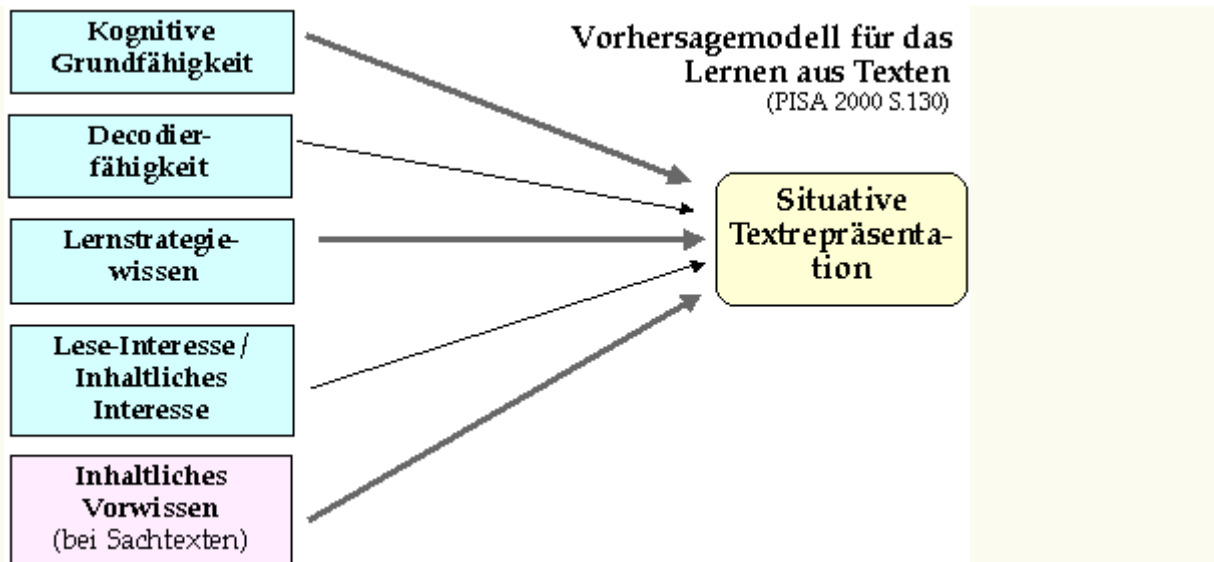 Kognitive
Grundfähigkeit
Vorhersagemodell für das
Lernen aus Texten
(PISA 2000 S.130)
Decodier-
fähigkeit
Situative
Textrepräsenta-
tion
Lernstrategie-
wissen
Lese-Interesse /
Inhaltliches
Interesse
Inhaltliches
Vorwissen
(bei Sachtexten)